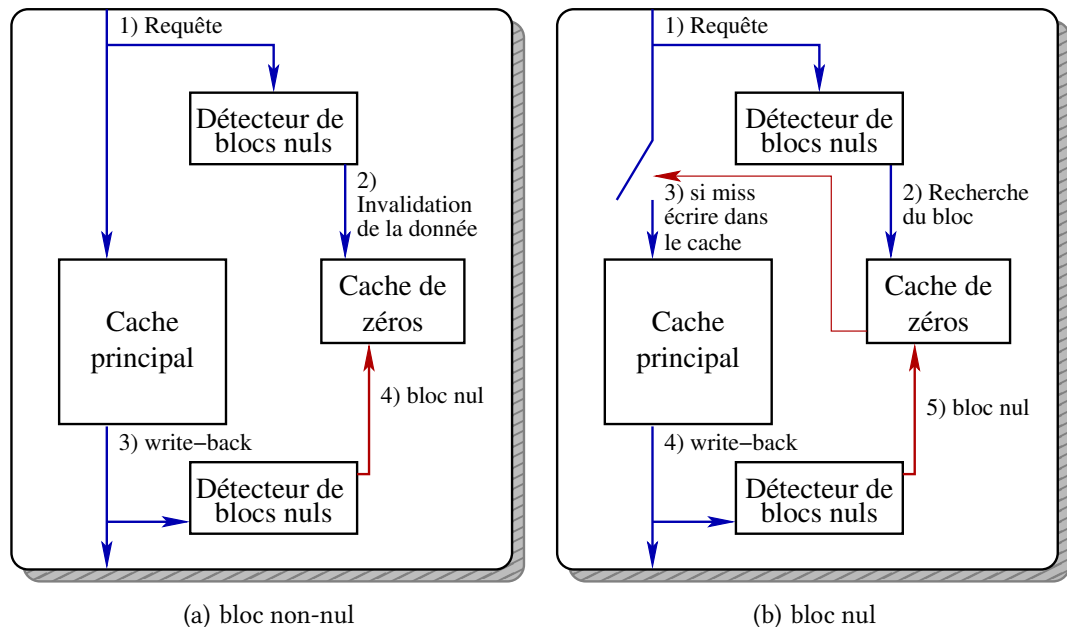 1) Requête
Détecteur de
blocs nuls
2)
Invalidation
de la donnée
Cache
principal
Cache de
zéros
4) bloc nul
3) write−back
Détecteur de
blocs nuls
(a) bloc non-nul
1) Requête
Détecteur de
blocs nuls
3) si miss
écrire dans
le cache
2) Recherche
du bloc
Cache
principal
Cache de
zéros
5) bloc nul
4) write−back
Détecteur de
blocs nuls
(b) bloc nul